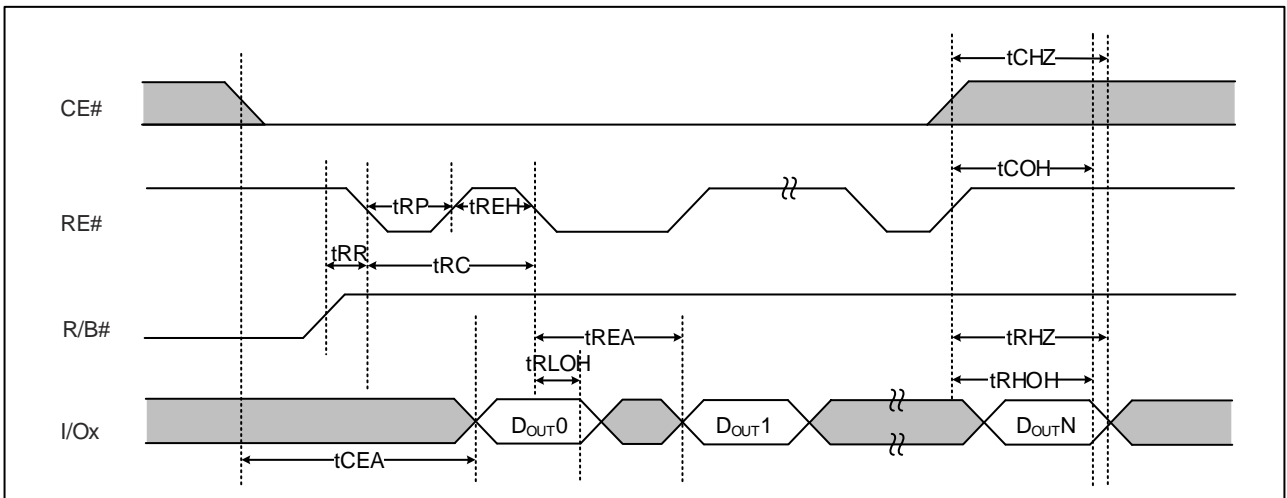 tCHZ
CE#
tCOH
tRP
tREH
RE#
tRR
tRC
R/B#
tREA
tRHZ
tRLOH
tRHOH
I/Ox
DOUT0
DOUT1
DOUTN
tCEA